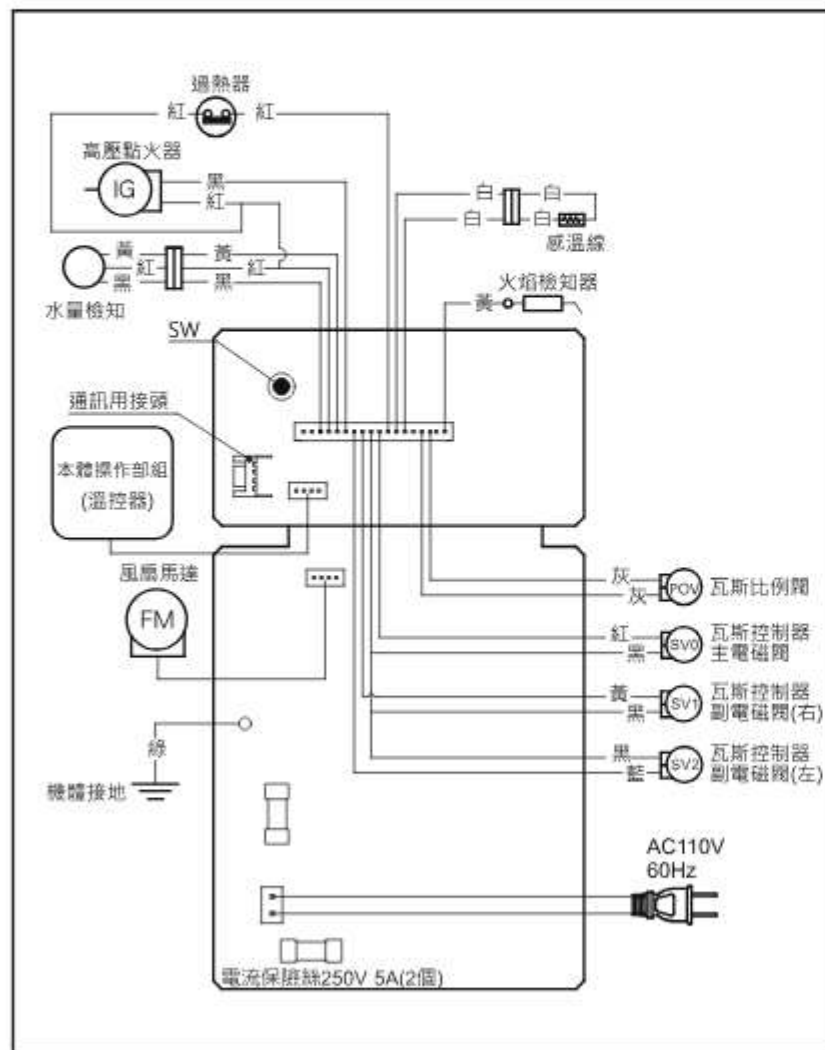 過熱器
紅
紅
高壓點火器
IG
黑
紅
白
白
白
白
感溫線
黃
黃
紅
紅
黑
黑
水量檢知
火焰檢知器
黃
SW
通訊用接頭
本體操作部組
(溫控器)
風扇馬達
FM
灰
灰
POV
瓦斯比例閥
紅
黑
SV0
瓦斯控制器
主電磁閥
黃
黑
SV1
瓦斯控制器
副電磁閥(右)
黑
藍
SV2
瓦斯控制器
副電磁閥(左)
綠
機體接地
AC110V
60Hz
電流保險絲250V 5A(2個)